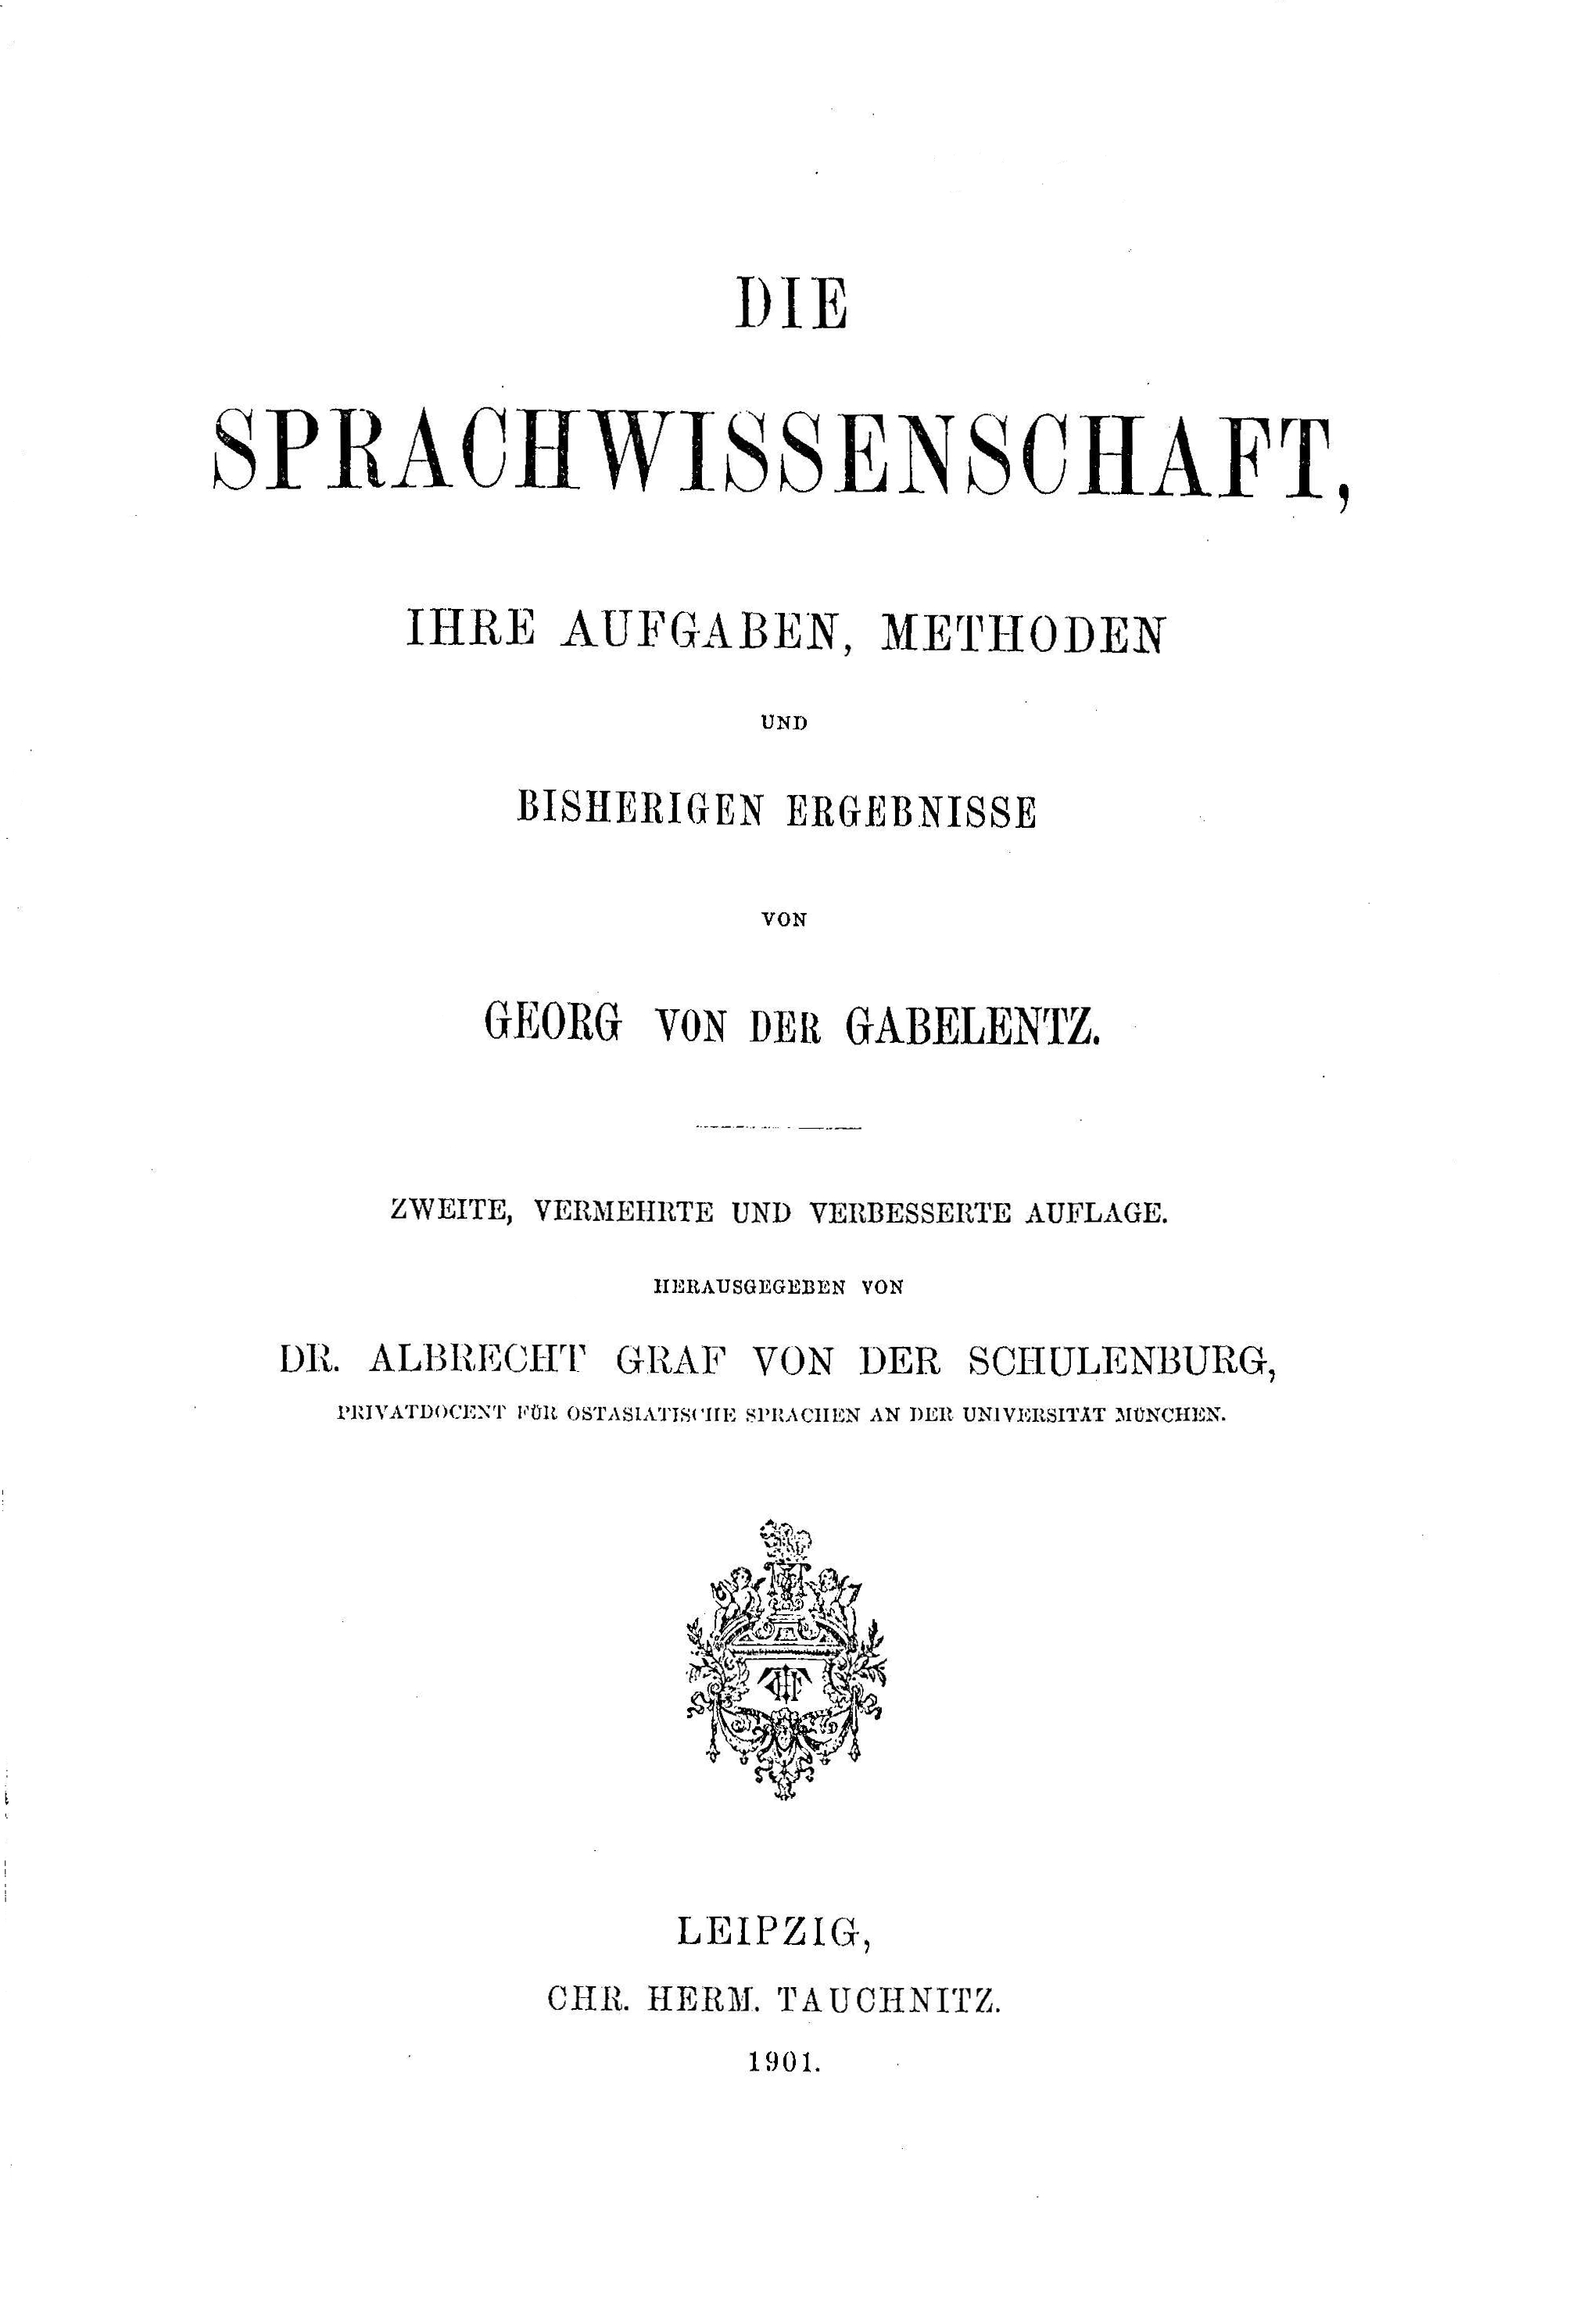 DIE
SPRACHWISSENSCHAFT,
IHRE AUFGABEN, METHODEN
UND
BISHERIGEN ERGEBNISSE
VON
GEORG VON DER GABELENTZ.
ZWEITE, VERMEHRTE UND VERBESSERTE AUFLAGE.
HERAUSGEGEBEN VON
DR. ALBRECHT GRAF VON DER SCHULENBURG,
PRIVATDOCENT FÜR OSTASIATISCHE SPRACHEN AN DER UNIVERSITÄT MÜNCHEN.
LEIPZIG,
CHR. HERM. TAUCHNITZ.
1901.